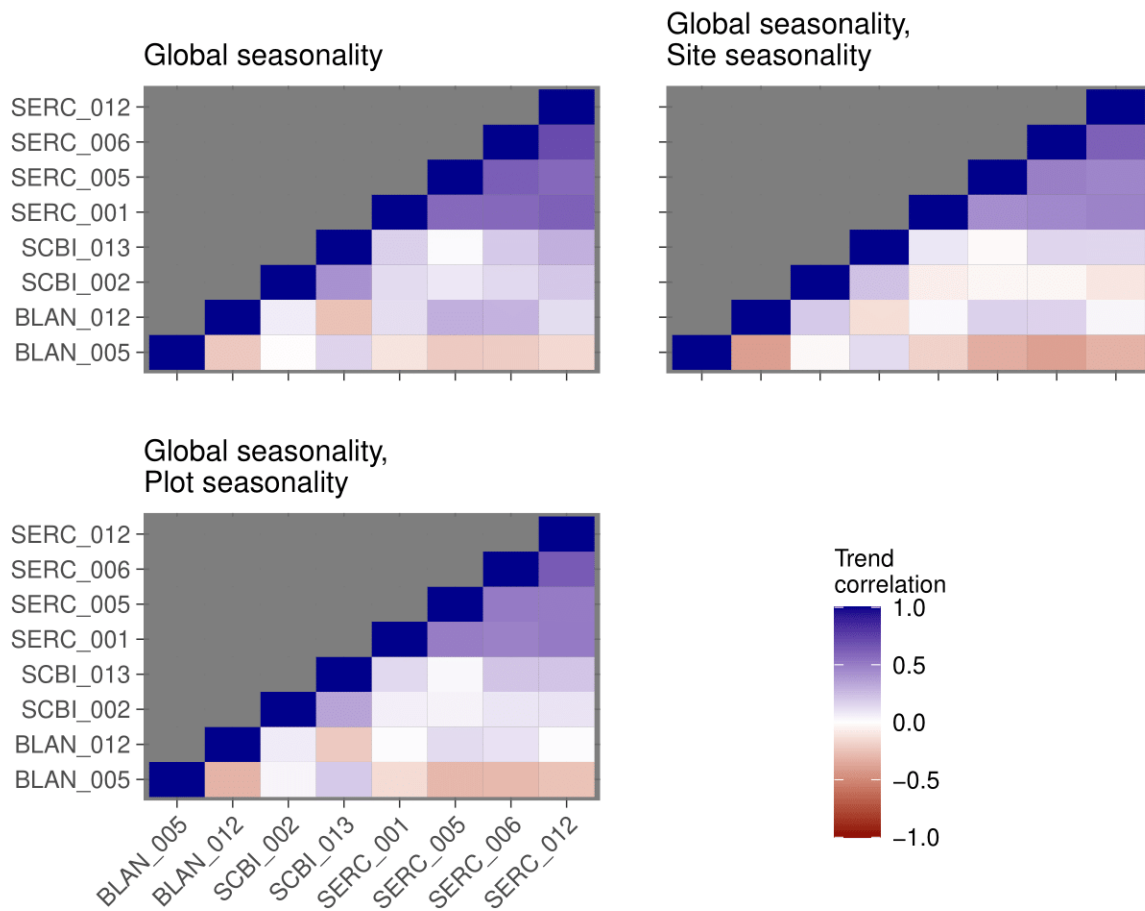 Global seasonality
Global seasonality,
Site seasonality
SERC_012
SERC_006
SERC_005
SERC_001
SCBI_013
SCBI_002
BLAN_012
BLAN_005
Global seasonality,
Plot seasonality
SERC_012
SERC_006
SERC_005
SERC_001
SCBI_013
SCBI_002
BLAN_012
BLAN_005
BLAN_005
BLAN_012
SCBI_002
SCBI_013
SERC_001
SERC_005
SERC_006
SERC_012
Trend
correlation
1.0
0.5
0.0
−0.5
−1.0